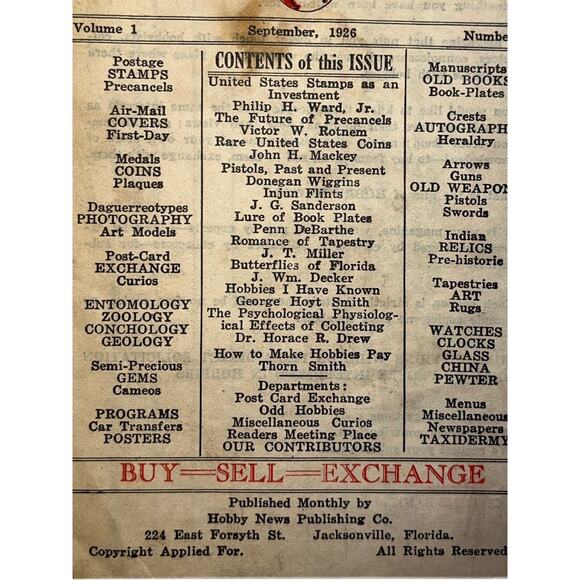 Volume 1 September, 1926 Numbe
Postage
STAMPS
Precancels
Air-Mail
COVERS
First-Day
Medals
COINS
Plaques
Daguerreotypes
PHOTOGRAPHY
Art Models
Post-Card
EXCHANGE
Curios
ENTOMOLOGY
ZOOLOGY
CONCHOLOGY
GEOLOGY
Semi-Precious
GEMS
Cameos
PROGRAMS
Car Transfers
POSTERS
CONTENTS of this ISSUE
United States Stamps as an
Investment
Philip H. Ward, Jr.
The Future of Precancels
Victor W. Rotnem
Rare United States Coins
John H. Mackey
Pistols, Past and Present
Donegan Wiggins
Injun Flints
J. G. Sanderson
Lure of Book Plates
Penn DeBarthe
Romance of Tapestry
J. T. Miller
Butterflies of Florida
J. Wm. Decker
Hobbies I Have Known
George Hoyt Smith
The Psychological Physiolog-
ical Effects of Collecting
Dr. Horace R. Drew
How to Make Hobbies Pay
Thorn Smith
Departments:
Post Card Exchange
Odd Hobbies
Miscellaneous Curios
Readers Meeting Place
OUR CONTRIBUTORS
Manuscripts
OLD BOOKS
Book-Plates
Crests
AUTOGRAPH
Heraldry
Arrows
Guns
OLD WEAPON
Pistols
Swords
Indian
RELICS
Pre-historic
Tapestries
ART
Rugs
WATCHES
CLOCKS
GLASS
CHINA
PEWTER
Menus
Miscellaneous
Newspapers
TAXIDERMY
BUY—SELL—EXCHANGE
Published Monthly by
Hobby News Publishing Co.
224 East Forsyth St. Jacksonville, Florida.
Copyright Applied For. All Rights Reserved